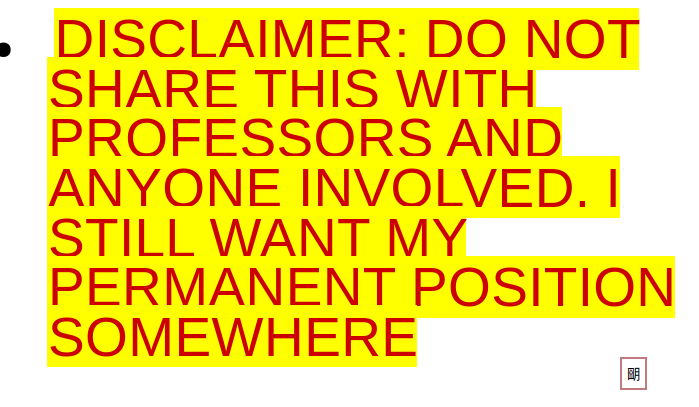 DISCLAIMER: DO NOT
SHARE THIS WITH
PROFESSORS AND
ANYONE INVOLVED. I
STILL WANT MY
PERMANENT POSITION
SOMEWHERE